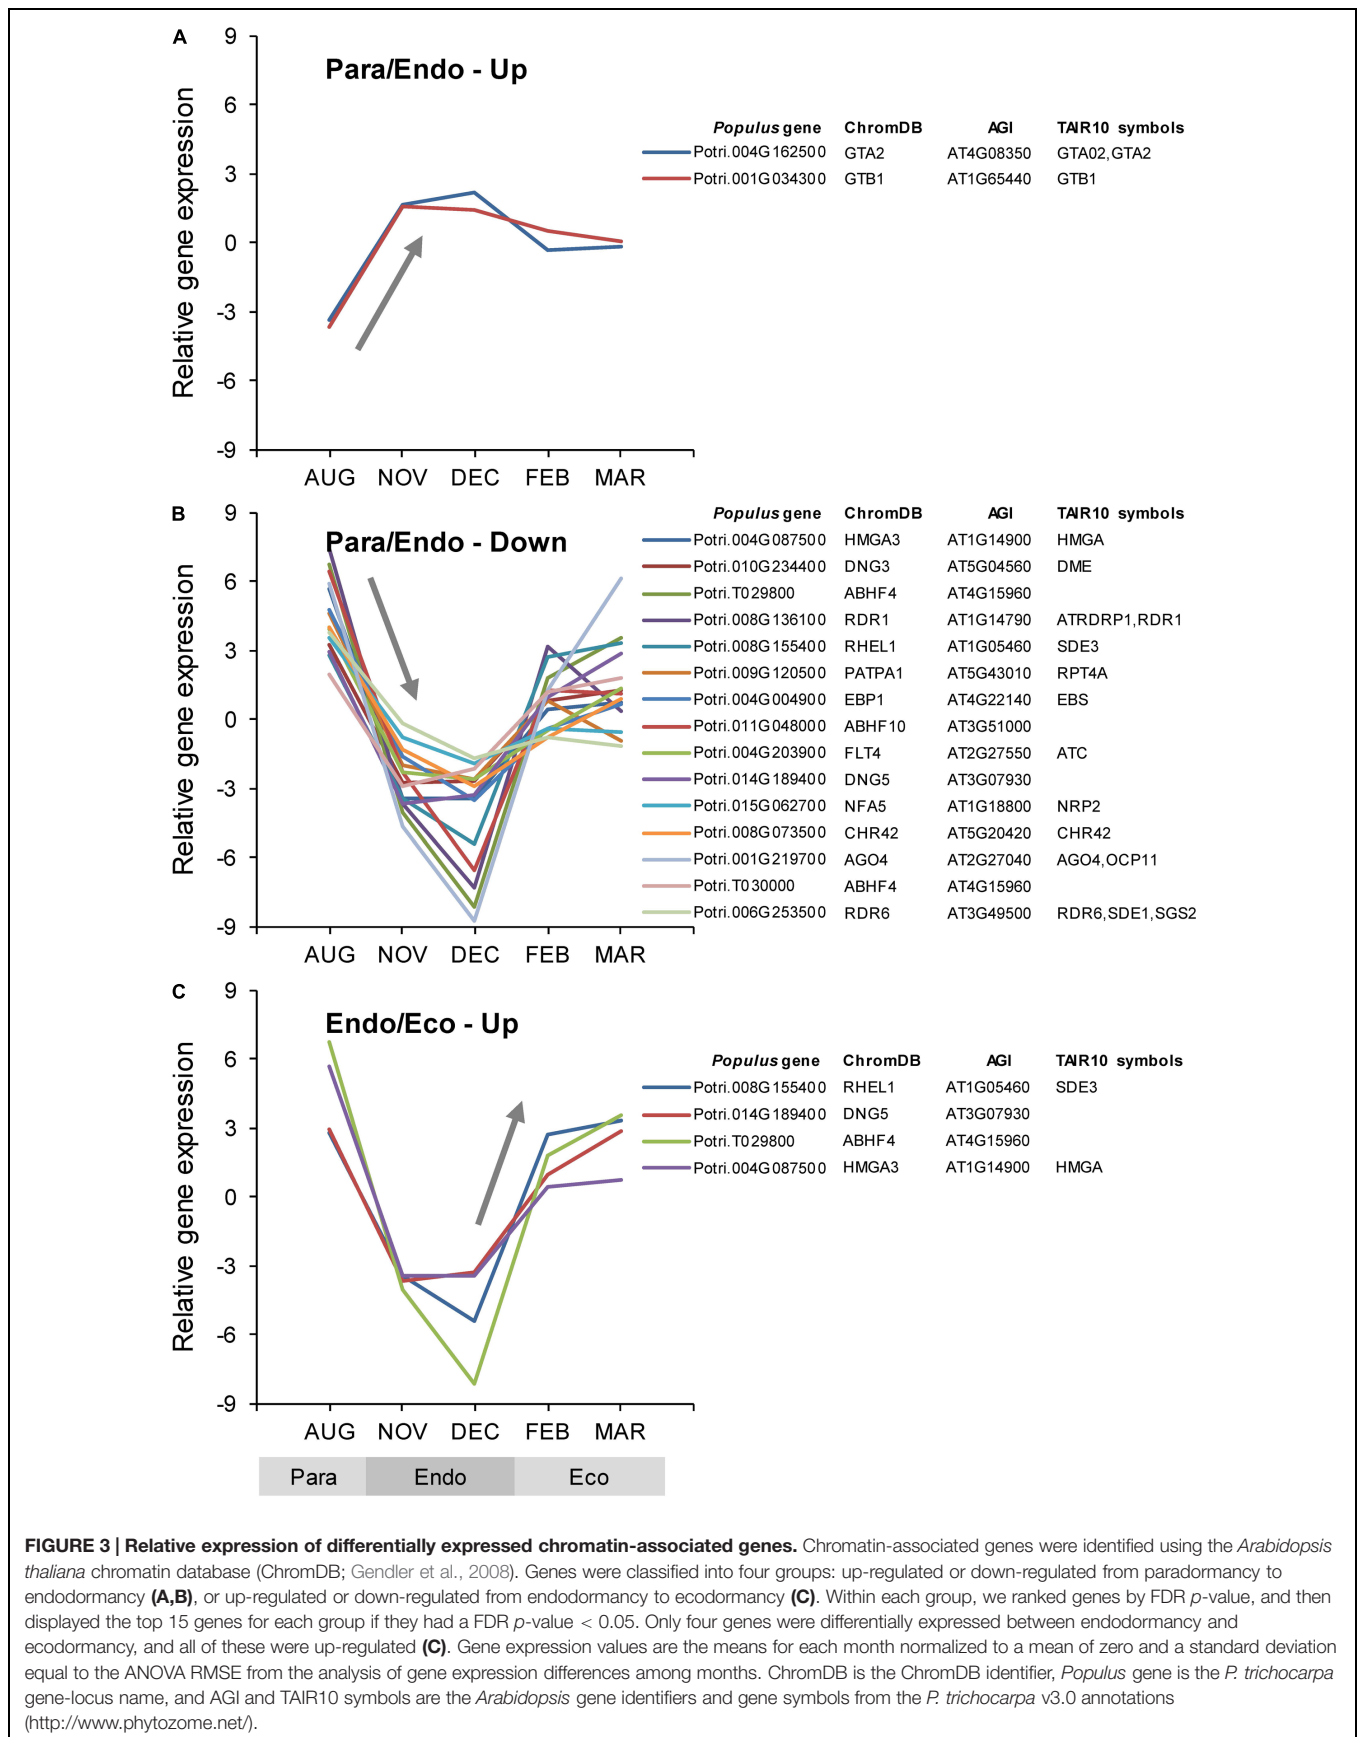 A
Para/Endo - Up
Relative gene expression
9
6
3
0
-3
-6
-9
AUG NOV DEC FEB MAR
Populus gene ChromDB AGI TAIR10 symbols
Potri.004G162500 GTA2 AT4G08350 GTA02,GTA2
Potri.001G034300 GTB1 AT1G65440 GTB1
B
Para/Endo - Down
Relative gene expression
9
6
3
0
-3
-6
-9
AUG NOV DEC FEB MAR
Populus gene ChromDB AGI TAIR10 symbols
Potri.004G087500 HMGA3 AT1G14900 HMGA
Potri.010G234400 DNG3 AT5G04560 DME
Potri.T029800 ABHF4 AT4G15960
Potri.008G136100 RDR1 AT1G14790 ATRDRP1,RDR1
Potri.008G155400 RHEL1 AT1G05460 SDE3
Potri.009G120500 PATPA1 AT5G43010 RPT4A
Potri.004G004900 EBP1 AT4G22140 EBS
Potri.011G048000 ABHF10 AT3G51000
Potri.004G203900 FLT4 AT2G27550 ATC
Potri.014G189400 DNG5 AT3G07930
Potri.015G062700 NFA5 AT1G18800 NRP2
Potri.008G073500 CHR42 AT5G20420 CHR42
Potri.001G219700 AGO4 AT2G27040 AGO4,OCP11
Potri.T030000 ABHF4 AT4G15960
Potri.006G253500 RDR6 AT3G49500 RDR6,SDE1,SGS2
C
Endo/Eco - Up
Relative gene expression
9
6
3
0
-3
-6
-9
AUG NOV DEC FEB MAR
Populus gene ChromDB AGI TAIR10 symbols
Potri.008G155400 RHEL1 AT1G05460 SDE3
Potri.014G189400 DNG5 AT3G07930
Potri.T029800 ABHF4 AT4G15960
Potri.004G087500 HMGA3 AT1G14900 HMGA
Para Endo Eco
FIGURE 3 | Relative expression of differentially expressed chromatin-associated genes. Chromatin-associated genes were identified using the Arabidopsis
thaliana chromatin database (ChromDB; Gendler et al., 2008). Genes were classified into four groups: up-regulated or down-regulated from paradormancy to
endodormancy (A,B), or up-regulated or down-regulated from endodormancy to ecodormancy (C). Within each group, we ranked genes by FDR p-value, and then
displayed the top 15 genes for each group if they had a FDR p-value < 0.05. Only four genes were differentially expressed between endodormancy and
ecodormancy, and all of these were up-regulated (C). Gene expression values are the means for each month normalized to a mean of zero and a standard deviation
equal to the ANOVA RMSE from the analysis of gene expression differences among months. ChromDB is the ChromDB identifier, Populus gene is the P. trichocarpa
gene-locus name, and AGI and TAIR10 symbols are the Arabidopsis gene identifiers and gene symbols from the P. trichocarpa v3.0 annotations
(http://www.phytozome.net/).